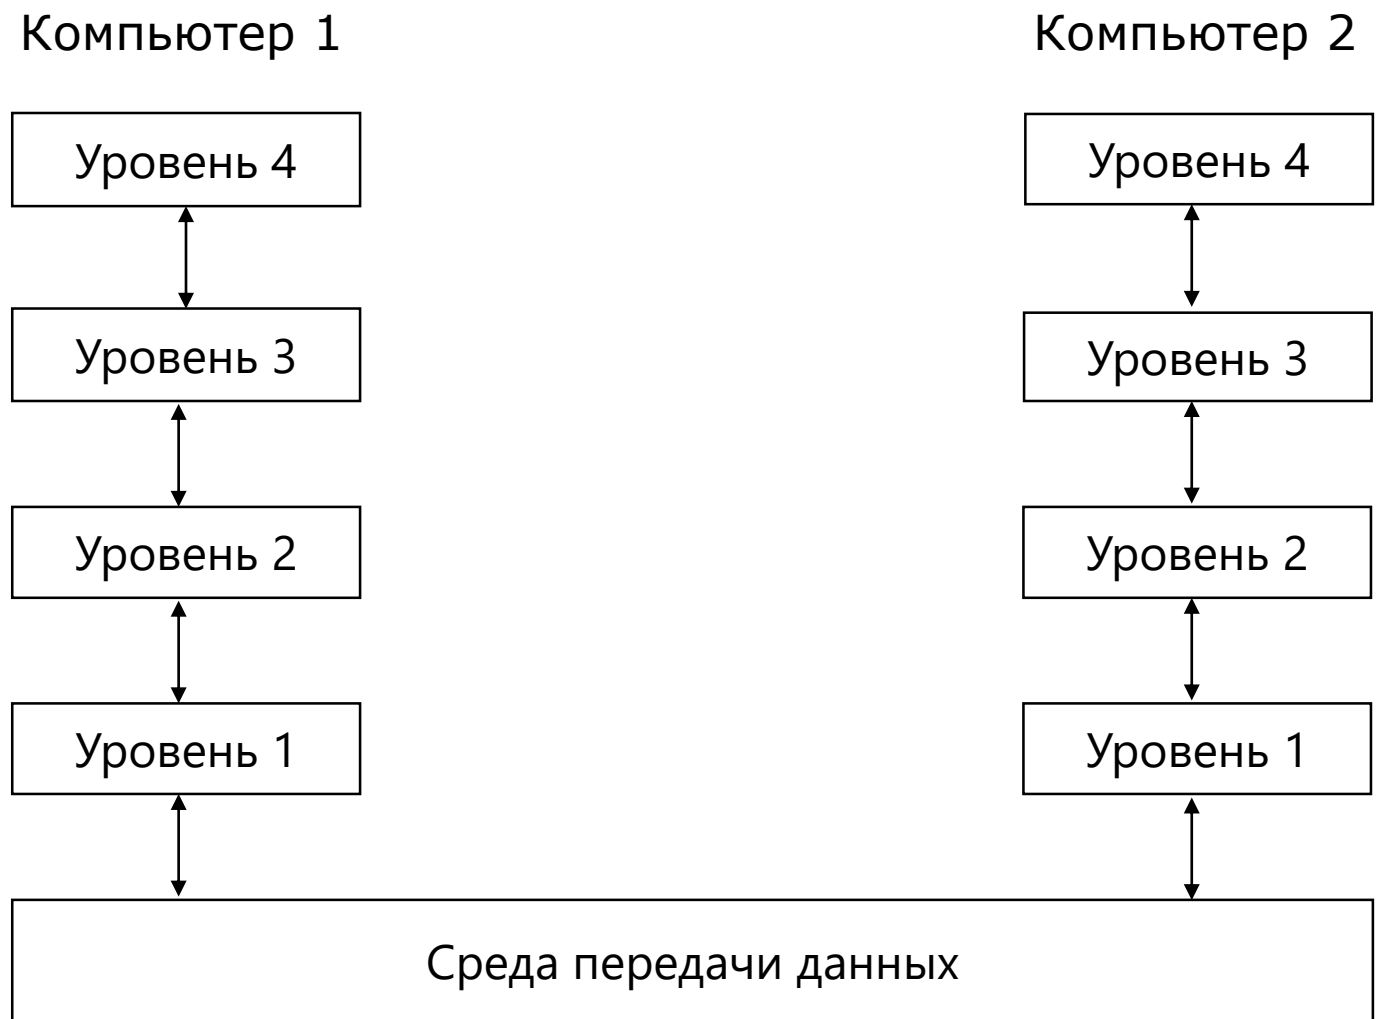 Компьютер 1
Компьютер 2
Уровень 4
Уровень 4
Уровень 3
Уровень 3
Уровень 2
Уровень 2
Уровень 1
Уровень 1
Среда передачи данных